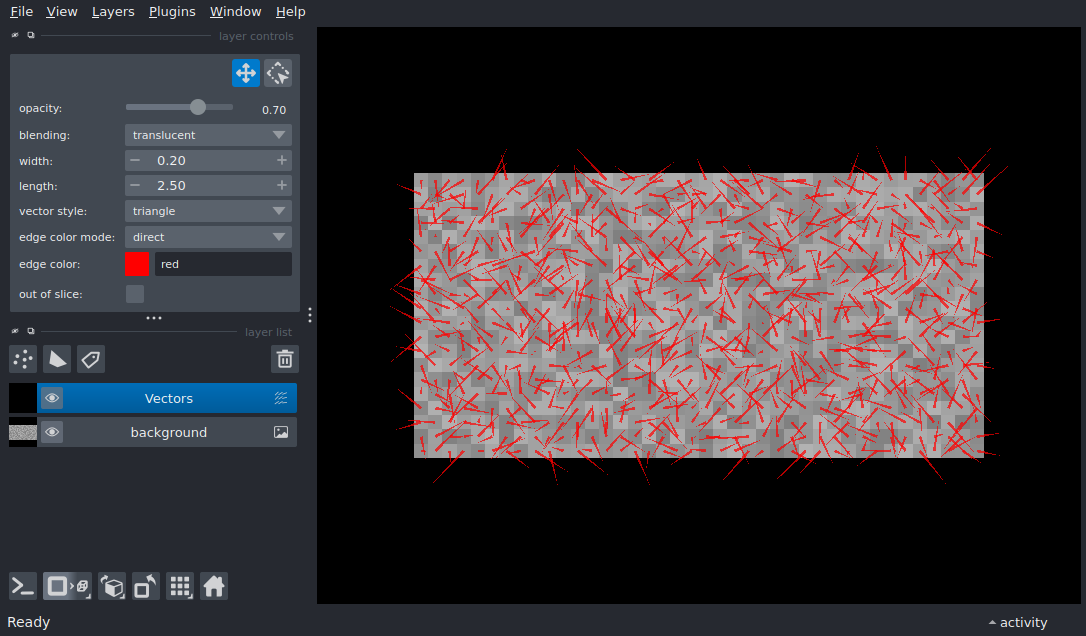 File View Layers Plugins Window Help
layer controls
opacity: 0.70
blending: translucent
width: − 0.20 +
length: − 2.50 +
vector style: triangle
edge color mode: direct
edge color: red
out of slice:
layer list
Vectors
background
Ready
activity